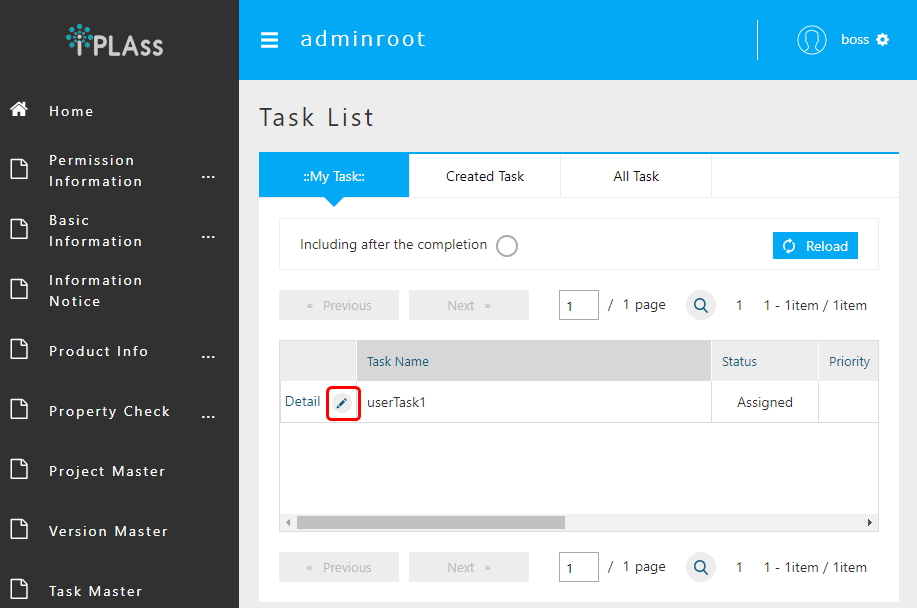 iPLAss
adminroot
boss
Home
Permission
Information
...
Basic
Information
...
Information
Notice
Product Info
...
Property Check
...
Project Master
Version Master
Task Master
Task List
::My Task::
Created Task
All Task
Including after the completion
Reload
« Previous
Next »
1 / 1 page
1
1 - 1item / 1item
Task Name
Status
Priority
Detail
userTask1
Assigned
« Previous
Next »
1 / 1 page
1
1 - 1item / 1item